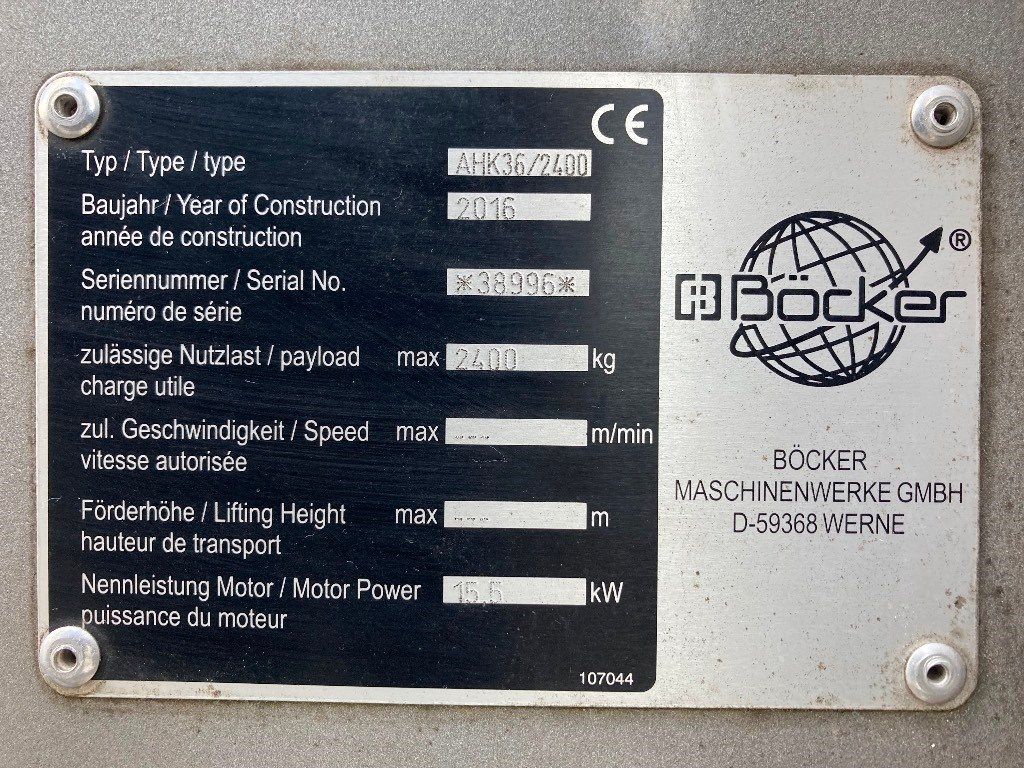 CE
Typ / Type / type AHK36/2400
Baujahr / Year of Construction 2016
année de construction
Seriennummer / Serial No. *38996*
numéro de série
zulässige Nutzlast / payload max 2400 kg
charge utile
zul. Geschwindigkeit / Speed max --- m/min
vitesse autorisée
Förderhöhe / Lifting Height max --- m
hauteur de transport
Nennleistung Motor / Motor Power 15,5 kW
puissance du moteur
107044
BÖCKER ®
BÖCKER
MASCHINENWERKE GMBH
D-59368 WERNE